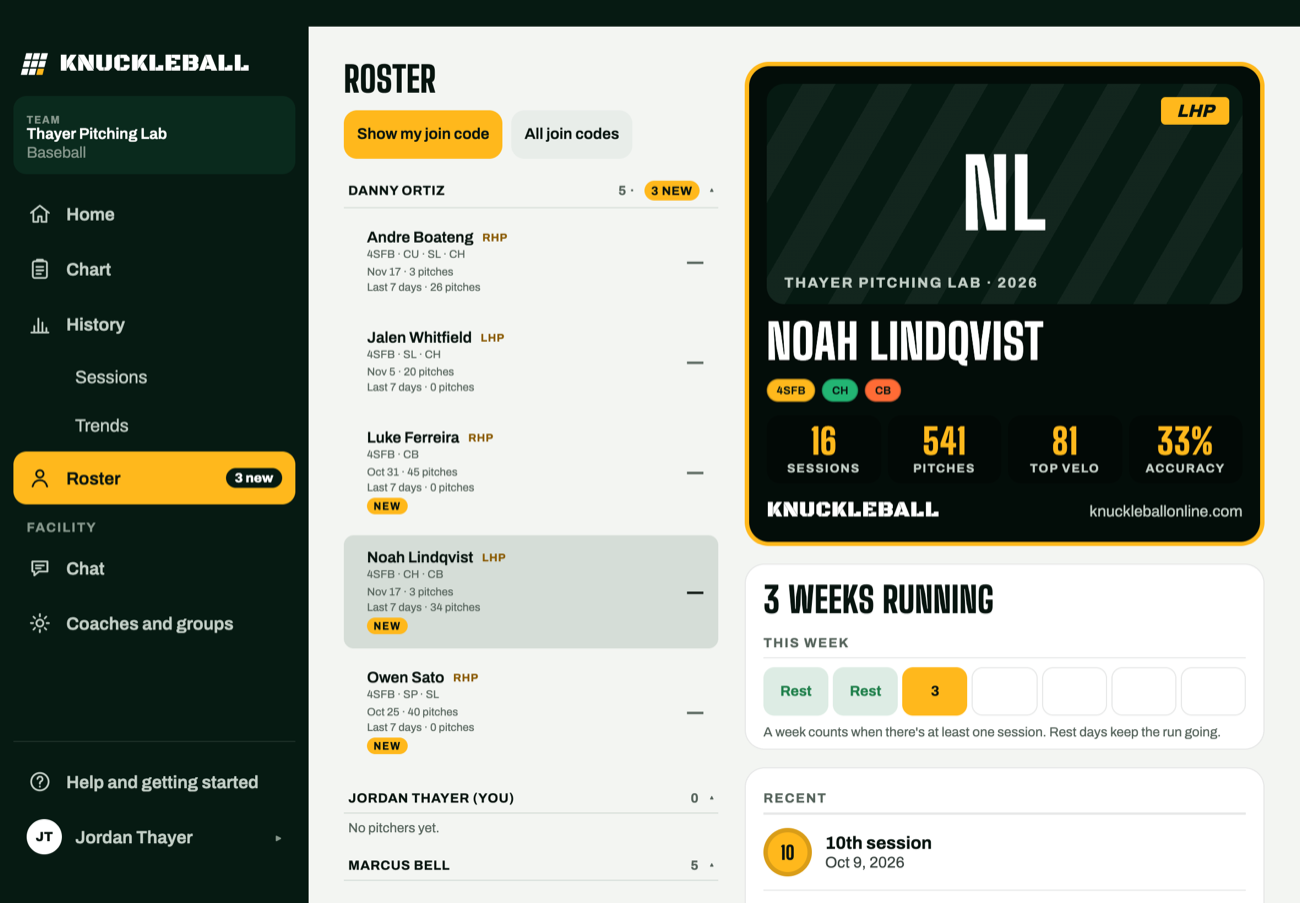 KNUCKLEBALL
TEAM
Thayer Pitching Lab
Baseball
Home
Chart
History
Sessions
Trends
Roster 3 new
FACILITY
Chat
Coaches and groups
Help and getting started
JT Jordan Thayer
ROSTER
Show my join code All join codes
DANNY ORTIZ 5 · 3 NEW
Andre Boateng RHP
4SFB · CU · SL · CH
Nov 17 · 3 pitches
Last 7 days · 26 pitches
—
Jalen Whitfield LHP
4SFB · SL · CH
Nov 5 · 20 pitches
Last 7 days · 0 pitches
—
Luke Ferreira RHP
4SFB · CB
Oct 31 · 45 pitches
Last 7 days · 0 pitches
NEW
—
Noah Lindqvist LHP
4SFB · CH · CB
Nov 17 · 3 pitches
Last 7 days · 34 pitches
NEW
—
Owen Sato RHP
4SFB · SP · SL
Oct 25 · 40 pitches
Last 7 days · 0 pitches
NEW
—
JORDAN THAYER (YOU) 0
No pitchers yet.
MARCUS BELL 5
LHP
NL
THAYER PITCHING LAB · 2026
NOAH LINDQVIST
4SFB CH CB
16 541 81 33%
SESSIONS PITCHES TOP VELO ACCURACY
KNUCKLEBALL knuckleballonline.com
3 WEEKS RUNNING
THIS WEEK
Rest Rest 3
A week counts when there's at least one session. Rest days keep the run going.
RECENT
10 10th session
Oct 9, 2026